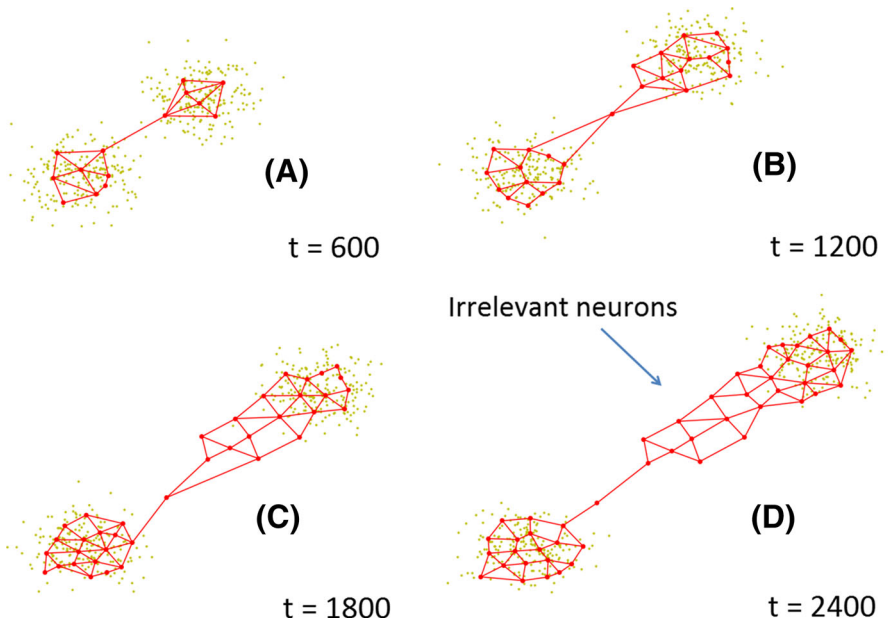 (A)
t = 600
(B)
t = 1200
(C)
t = 1800
Irrelevant neurons
(D)
t = 2400